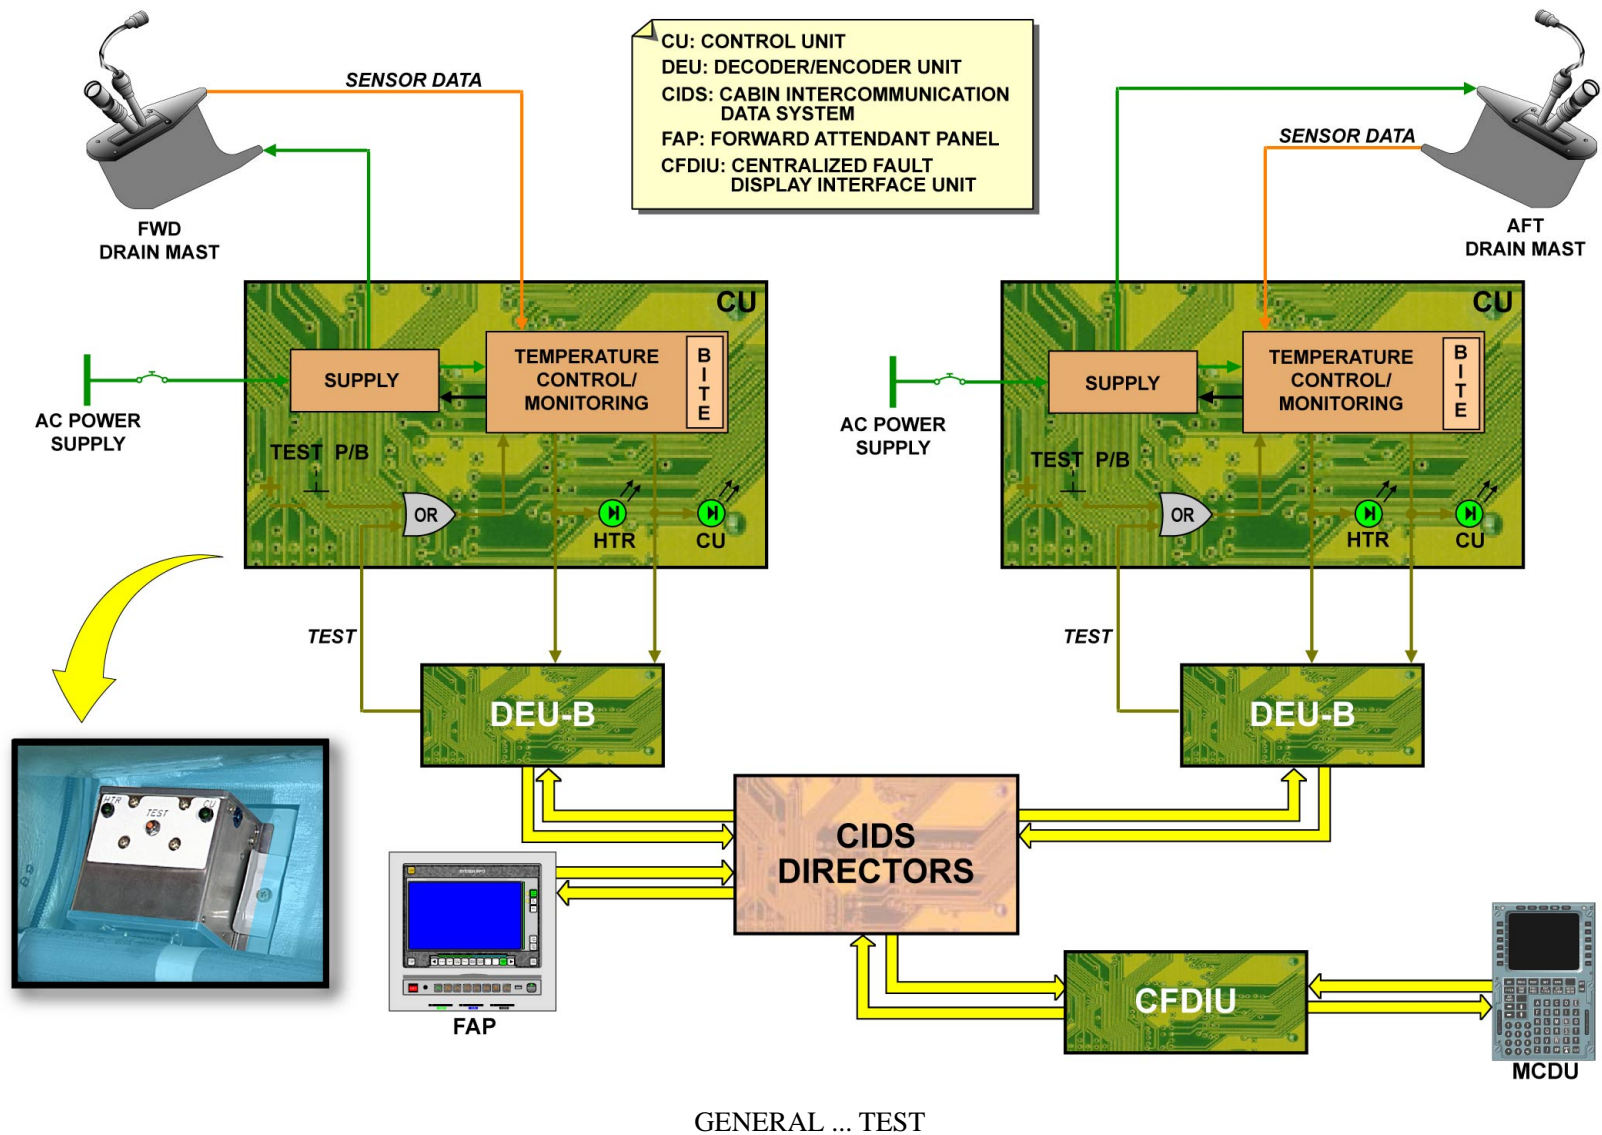 SENSOR DATA
CU: CONTROL UNIT
DEU: DECODER/ENCODER UNIT
CIDS: CABIN INTERCOMMUNICATION
DATA SYSTEM
FAP: FORWARD ATTENDANT PANEL
CFDIU: CENTRALIZED FAULT
DISPLAY INTERFACE UNIT
SENSOR DATA
FWD
DRAIN MAST
AFT
DRAIN MAST
CU
SUPPLY
TEMPERATURE
CONTROL/
MONITORING
B
I
T
E
AC POWER
SUPPLY
TEST P/B
OR
HTR
CU
CU
SUPPLY
TEMPERATURE
CONTROL/
MONITORING
B
I
T
E
AC POWER
SUPPLY
TEST P/B
OR
HTR
CU
TEST
TEST
DEU-B
DEU-B
HTR
TEST
CU
CIDS
DIRECTORS
FAP
CFDIU
MCDU
GENERAL ... TEST